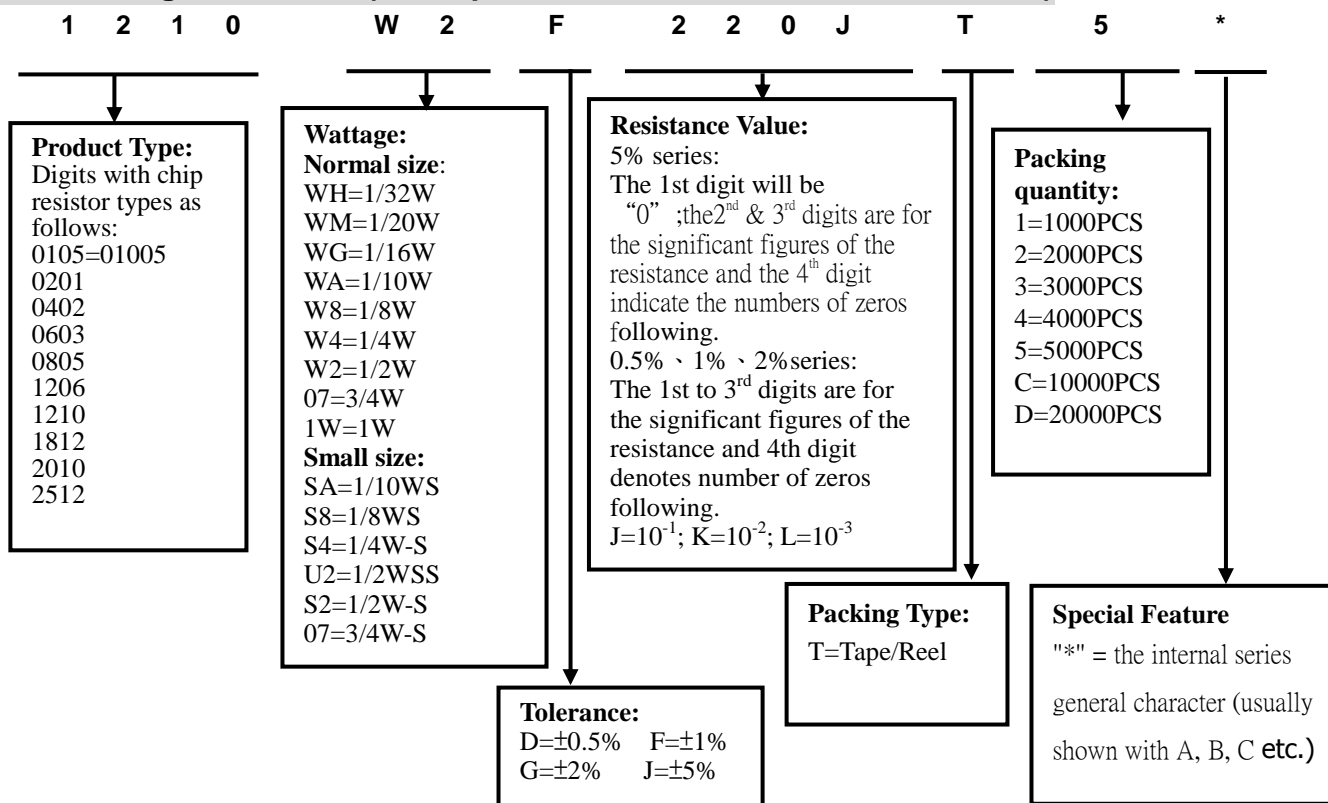 1 2 1 0 W 2 F 2 2 0 J T 5 *
Product Type:
Digits with chip
resistor types as
follows:
0105=01005
0201
0402
0603
0805
1206
1210
1812
2010
2512
Wattage:
Normal size:
WH=1/32W
WM=1/20W
WG=1/16W
WA=1/10W
W8=1/8W
W4=1/4W
W2=1/2W
07=3/4W
1W=1W
Small size:
SA=1/10WS
S8=1/8WS
S4=1/4W-S
U2=1/2WSS
S2=1/2W-S
07=3/4W-S
Tolerance:
D=±0.5% F=±1%
G=±2% J=±5%
Resistance Value:
5% series:
The 1st digit will be
“0” ;the2nd & 3rd digits are for
the significant figures of the
resistance and the 4th digit
indicate the numbers of zeros
following.
0.5%、1%、2%series:
The 1st to 3rd digits are for
the significant figures of the
resistance and 4th digit
denotes number of zeros
following.
J=10-1; K=10-2; L=10-3
Packing Type:
T=Tape/Reel
Packing
quantity:
1=1000PCS
2=2000PCS
3=3000PCS
4=4000PCS
5=5000PCS
C=10000PCS
D=20000PCS
Special Feature
"*" = the internal series
general character (usually
shown with A, B, C etc.)